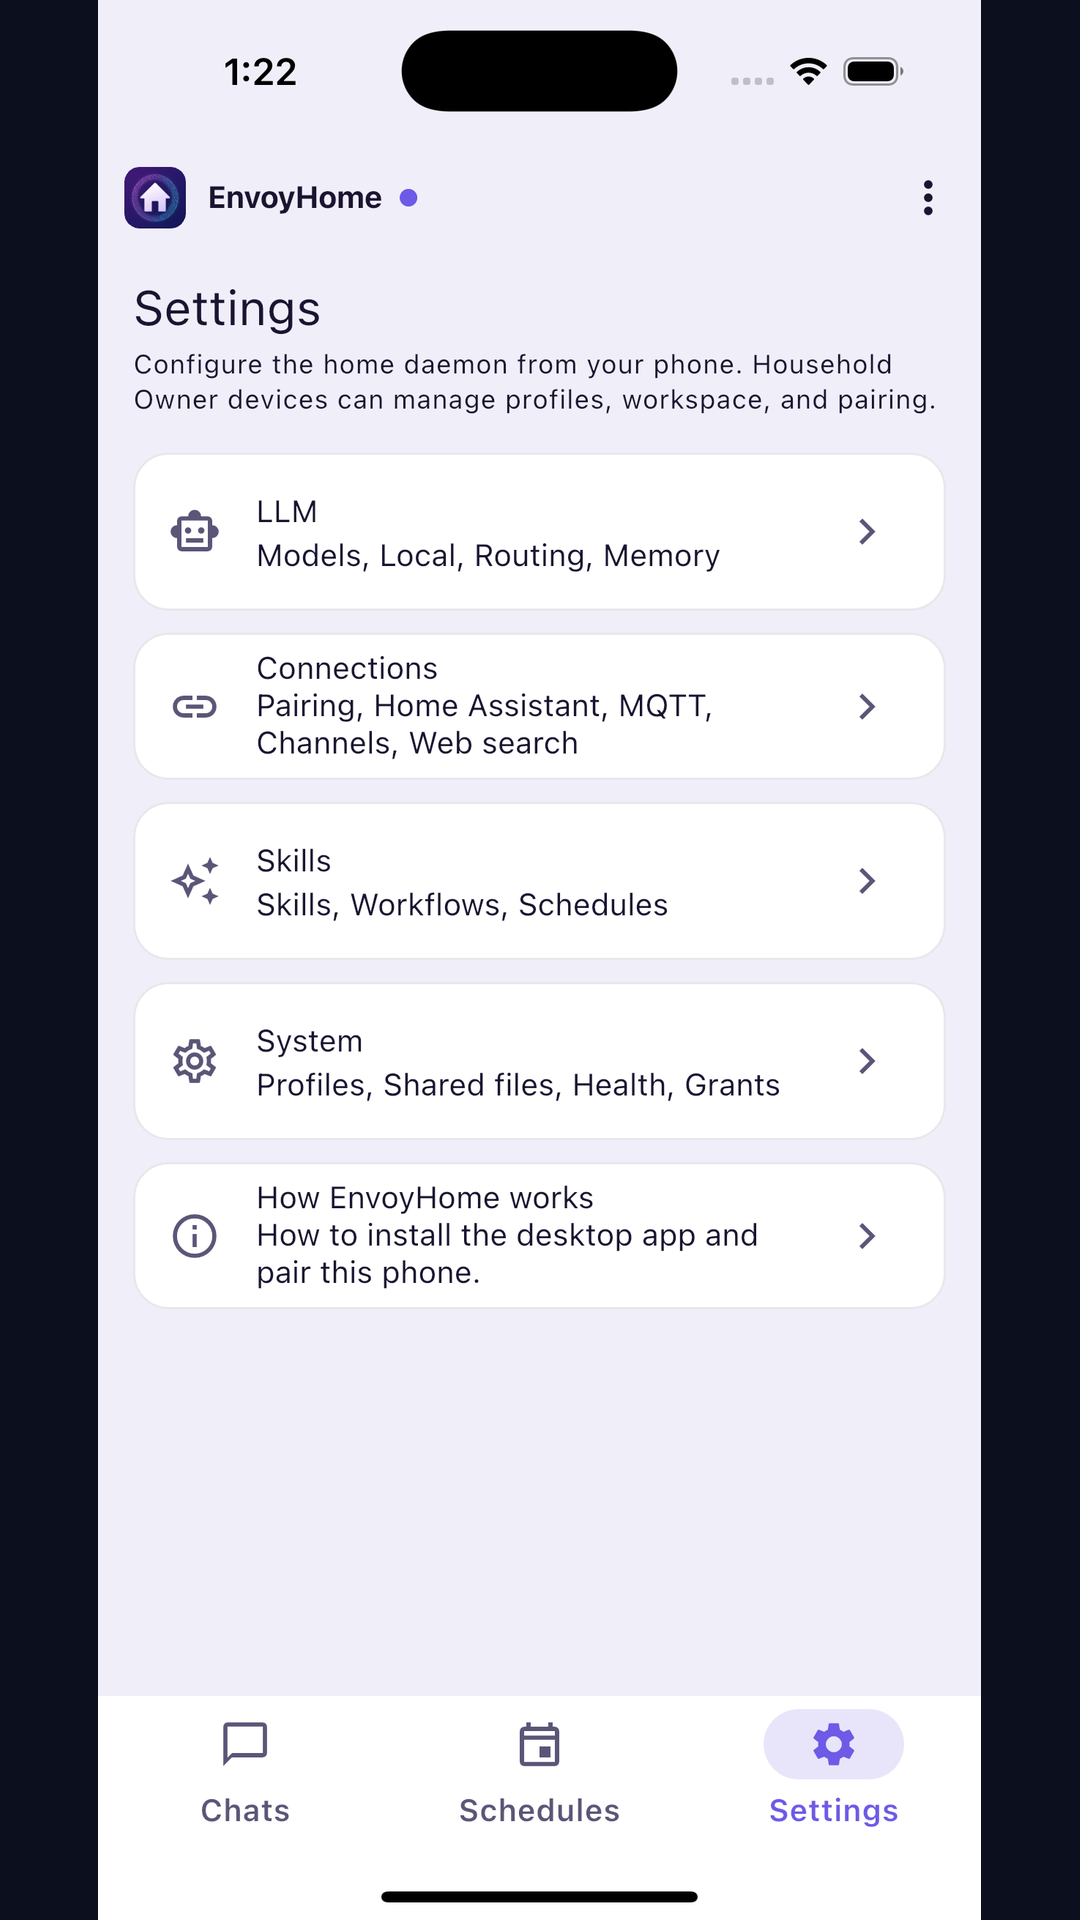 1:22
EnvoyHome
Settings
Configure the home daemon from your phone. Household
Owner devices can manage profiles, workspace, and pairing.
LLM
Models, Local, Routing, Memory
Connections
Pairing, Home Assistant, MQTT,
Channels, Web search
Skills
Skills, Workflows, Schedules
System
Profiles, Shared files, Health, Grants
How EnvoyHome works
How to install the desktop app and
pair this phone.
Chats
Schedules
Settings